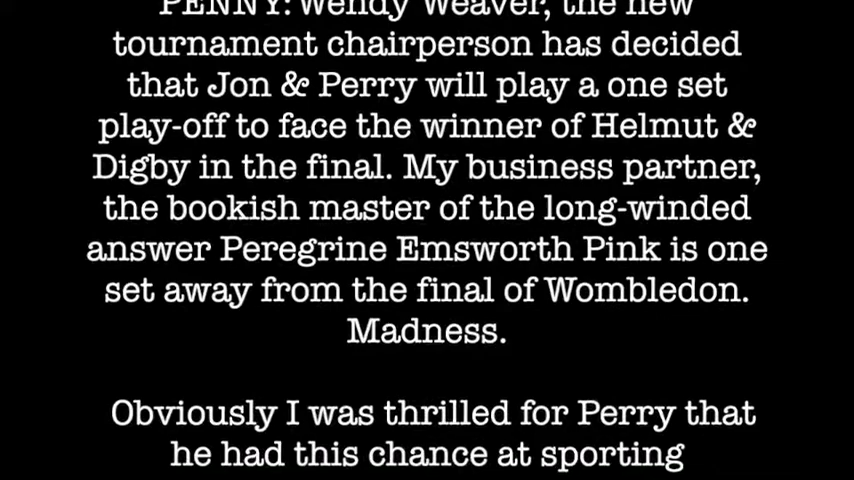 PENNY: Wendy Weaver, the new
tournament chairperson has decided
that Jon & Perry will play a one set
play-off to face the winner of Helmut &
Digby in the final. My business partner,
the bookish master of the long-winded
answer Peregrine Emsworth Pink is one
set away from the final of Wombledon.
Madness.
Obviously I was thrilled for Perry that
he had this chance at sporting